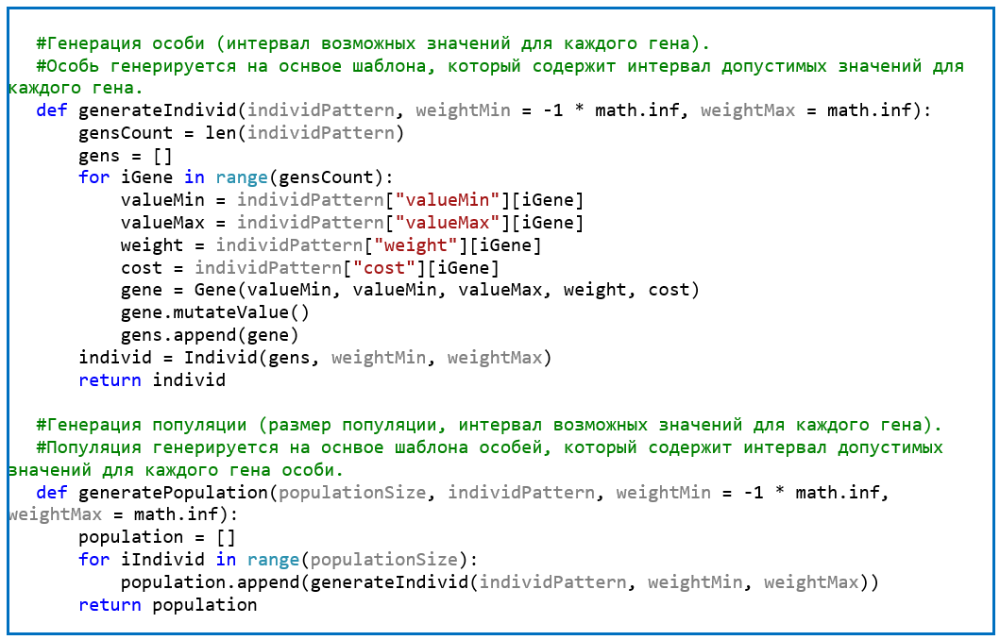 #Генерация особи (интервал возможных значений для каждого гена).
#Особь генерируется на оснвое шаблона, который содержит интервал допустимых значений для
каждого гена.
def generateIndivid(individPattern, weightMin = -1 * math.inf, weightMax = math.inf):
gensCount = len(individPattern)
gens = []
for iGene in range(gensCount):
valueMin = individPattern["valueMin"][iGene]
valueMax = individPattern["valueMax"][iGene]
weight = individPattern["weight"][iGene]
cost = individPattern["cost"][iGene]
gene = Gene(valueMin, valueMin, valueMax, weight, cost)
gene.mutateValue()
gens.append(gene)
individ = Individ(gens, weightMin, weightMax)
return individ
#Генерация популяции (размер популяции, интервал возможных значений для каждого гена).
#Популяция генерируется на оснвое шаблона особей, который содержит интервал допустимых
значений для каждого гена особи.
def generatePopulation(populationSize, individPattern, weightMin = -1 * math.inf,
weightMax = math.inf):
population = []
for iIndivid in range(populationSize):
population.append(generateIndivid(individPattern, weightMin, weightMax))
return population